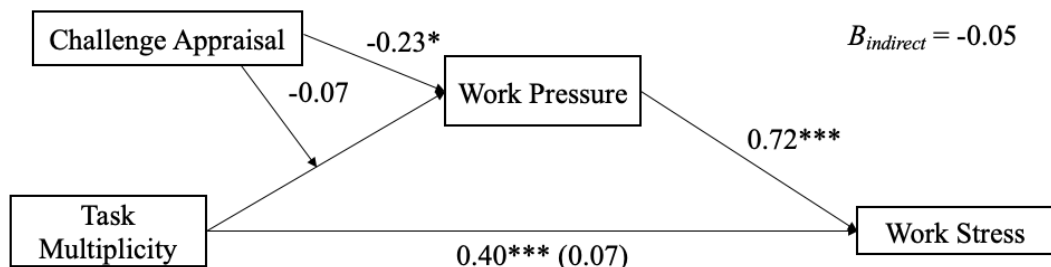 Challenge Appraisal
-0.23*
B_indirect = -0.05
-0.07
Work Pressure
0.72***
Task
Multiplicity
Work Stress
0.40*** (0.07)